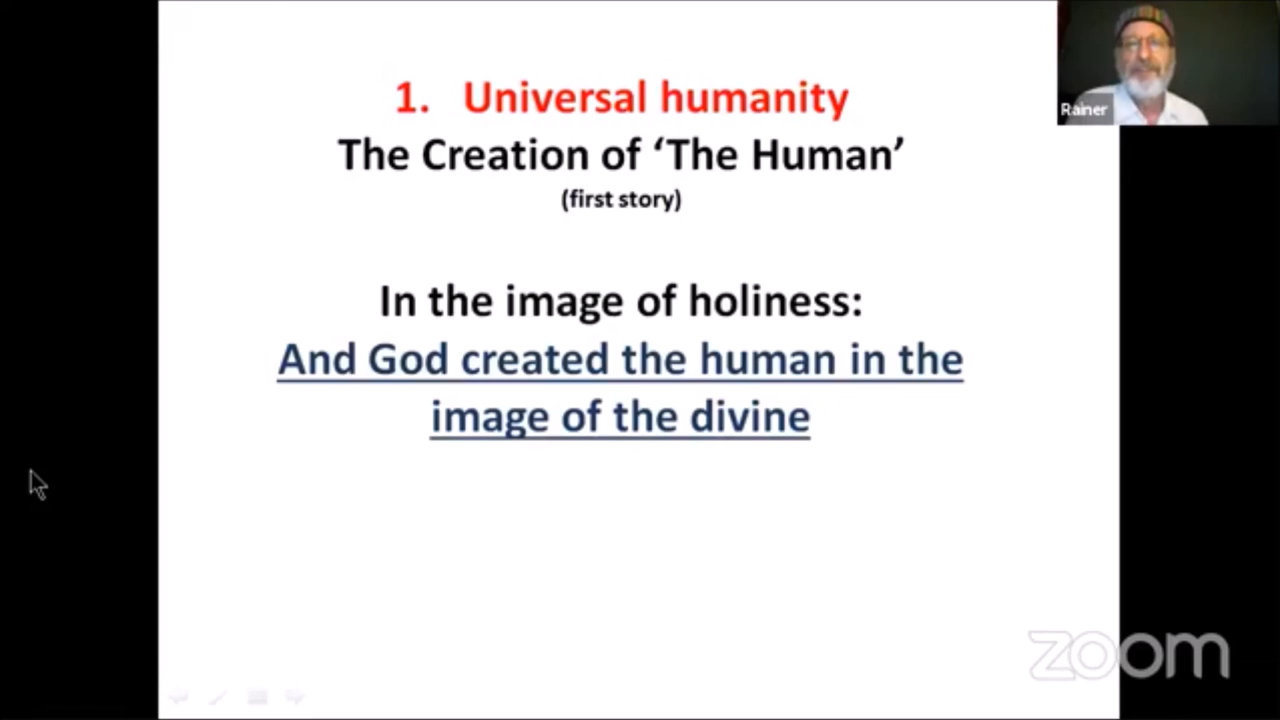 1. Universal humanity
The Creation of ‘The Human’
(first story)
In the image of holiness:
And God created the human in the
image of the divine
Rainer
zoom